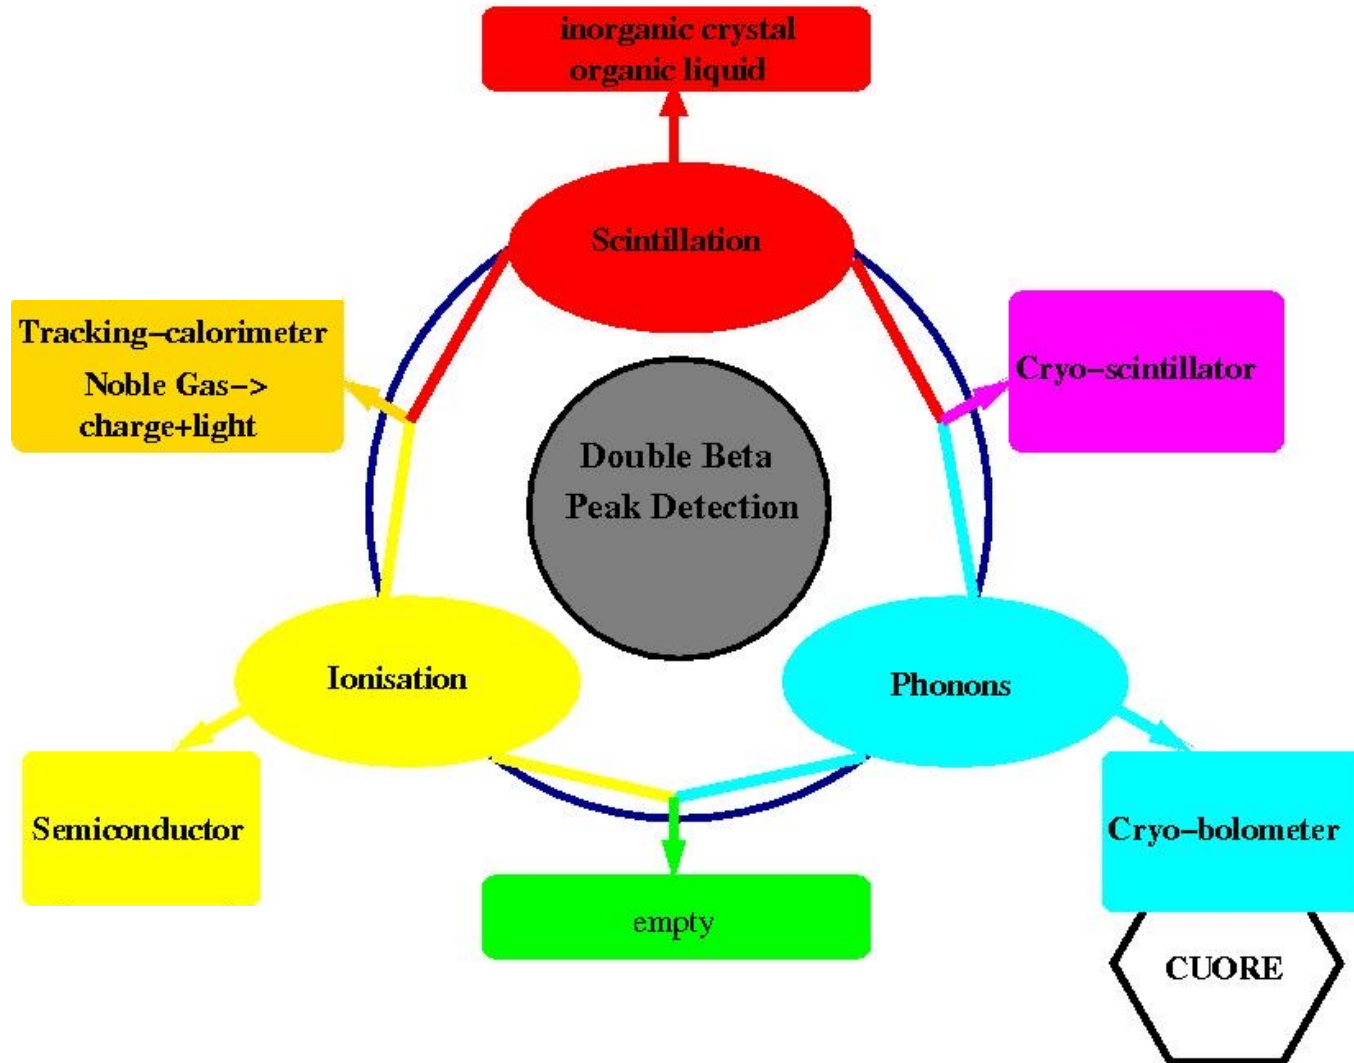 inorganic crystal
organic liquid
Scintillation
Tracking-calorimeter
Noble Gas->
charge+light
Cryo-scintillator
Double Beta
Peak Detection
Ionisation
Phonons
Semiconductor
Cryo-bolometer
empty
CUORE